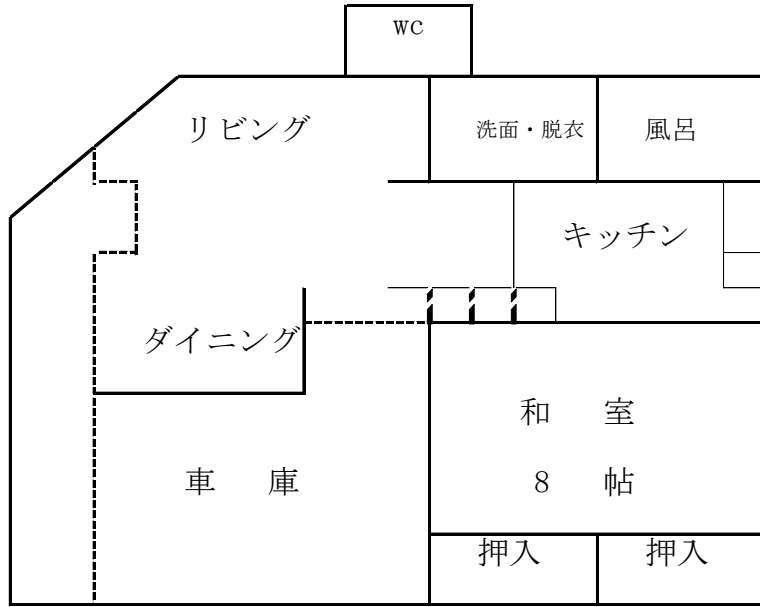 WC
リビング
洗面・脱衣
風呂
キッチン
ダイニング
和　室
8　帖
車　庫
押入
押入